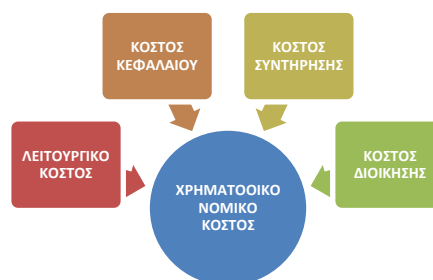 ΚΟΣΤΟΣ
ΚΕΦΑΛΑΙΟΥ
ΚΟΣΤΟΣ
ΣΥΝΤΗΡΗΣΗΣ
ΛΕΙΤΟΥΡΓΙΚΟ
ΚΟΣΤΟΣ
ΧΡΗΜΑΤΟΟΙΚΟ
ΝΟΜΙΚΟ
ΚΟΣΤΟΣ
ΚΟΣΤΟΣ
ΔΙΟΙΚΗΣΗΣ